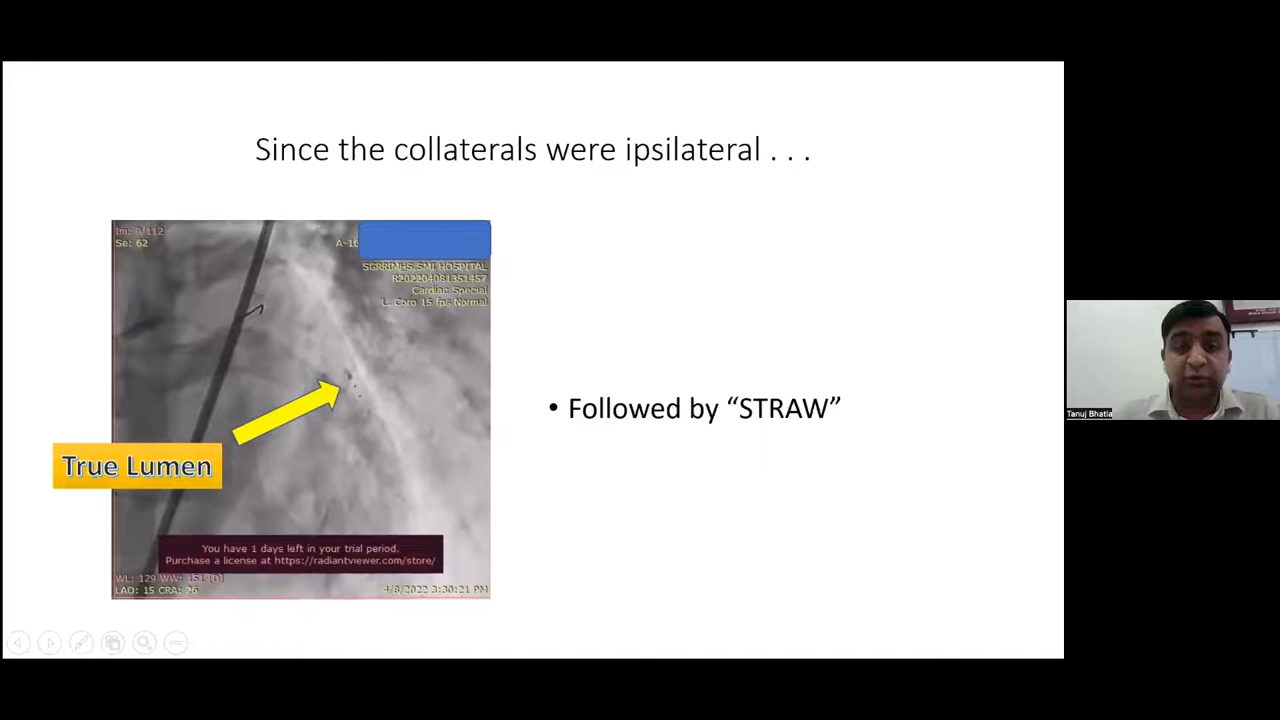 Since the collaterals were ipsilateral . . .
Im: 8/112
Se: 62
A-16
SGRRIMHS,SMI HOSPITAL
R202204081351457
Cardiac Special
L. Coro 15 fps Normal
True Lumen
• Followed by “STRAW”
You have 1 days left in your trial period.
Purchase a license at https://radiantviewer.com/store/
WL: 129 WW: 151 [D]
LAO: 15 CRA: 26
4/8/2022 3:30:21 PM
Tanuj Bhatia